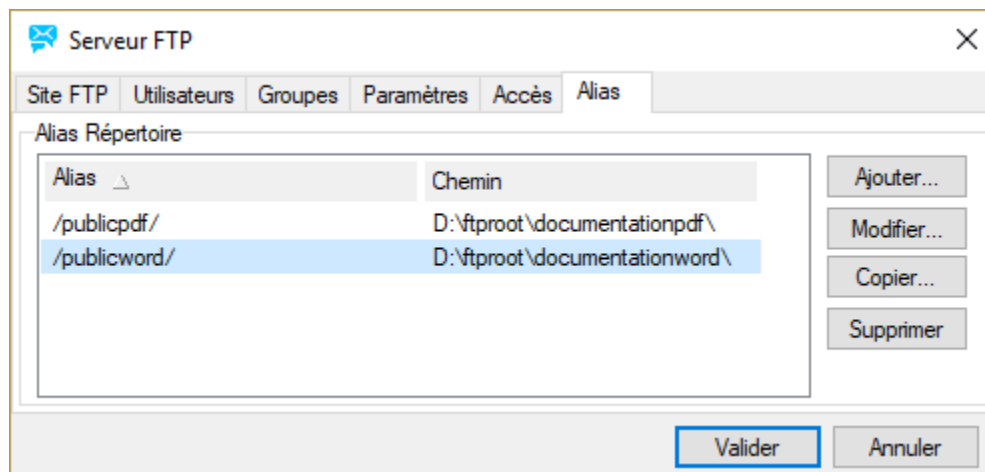 Serveur FTP
Site FTP Utilisateurs Groupes Paramètres Accès Alias
Alias Répertoire
Alias Chemin
/publicpdf/ D:\ftproot\documentationpdf\
/publicword/ D:\ftproot\documentationword\
Ajouter...
Modifier...
Copier...
Supprimer
Valider Annuler